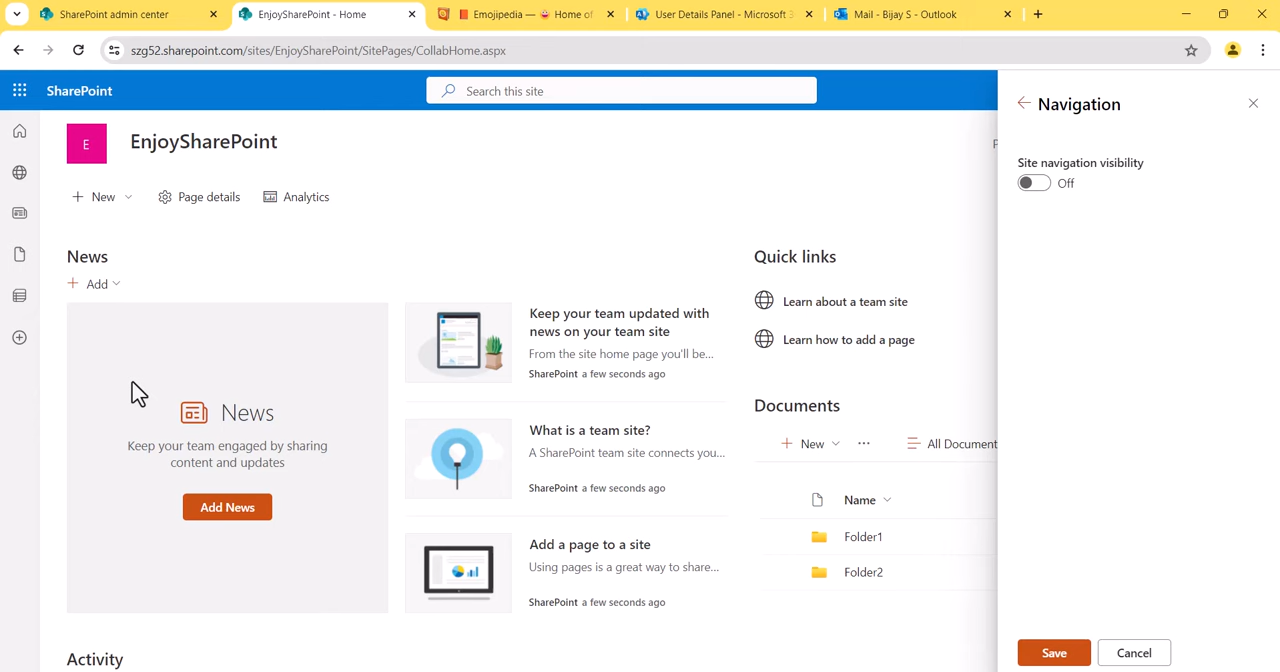 SharePoint admin center
EnjoySharePoint - Home
Emojipedia — 😛 Home of
User Details Panel - Microsoft 3
Mail - Bijay S - Outlook
szg52.sharepoint.com/sites/EnjoySharePoint/SitePages/CollabHome.aspx
SharePoint
Search this site
E
EnjoySharePoint
P
New
Page details
Analytics
News
Add
News
Keep your team engaged by sharing
content and updates
Add News
Keep your team updated with
news on your team site
From the site home page you'll be...
SharePoint a few seconds ago
What is a team site?
A SharePoint team site connects you...
SharePoint a few seconds ago
Add a page to a site
Using pages is a great way to share...
SharePoint a few seconds ago
Quick links
Learn about a team site
Learn how to add a page
Documents
New
All Document
Name
Folder1
Folder2
Activity
Navigation
Site navigation visibility
Off
Save
Cancel